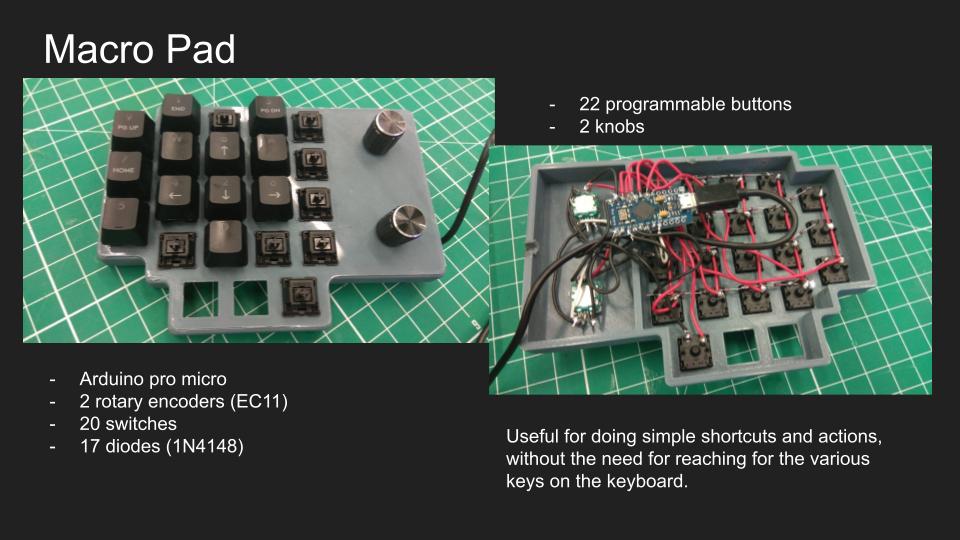 Macro Pad
- 22 programmable buttons
- 2 knobs
END
PG DN
PG UP
HOME
- Arduino pro micro
- 2 rotary encoders (EC11)
- 20 switches
- 17 diodes (1N4148)
Useful for doing simple shortcuts and actions,
without the need for reaching for the various
keys on the keyboard.